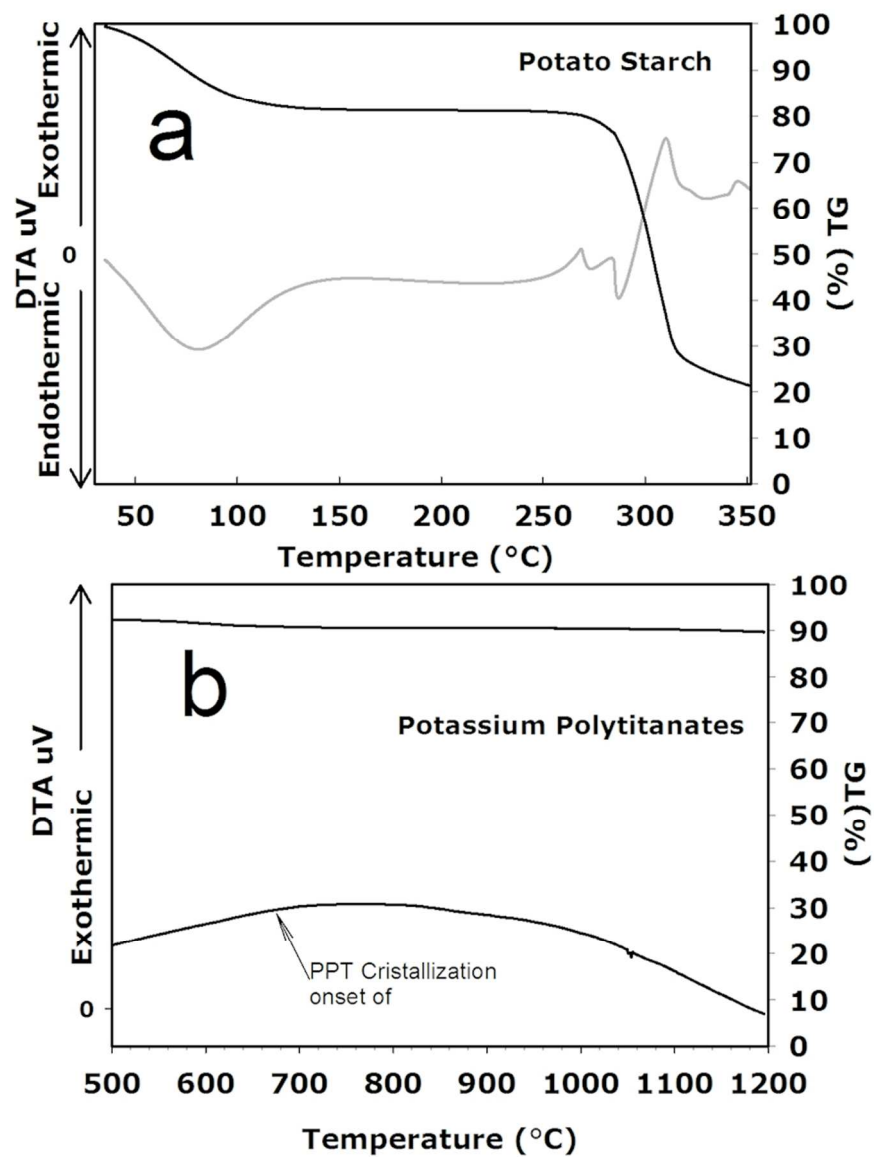 Potato Starch
a
Exothermic
DTA uV
Endothermic
0
100
90
80
70
60
50
40
30
20
10
0
(%) TG
50 100 150 200 250 300 350
Temperature (°C)
b
Potassium Polytitanates
DTA uV
Exothermic
0
100
90
80
70
60
50
40
30
20
10
0
(%)TG
PPT Cristallization
onset of
500 600 700 800 900 1000 1100 1200
Temperature (°C)